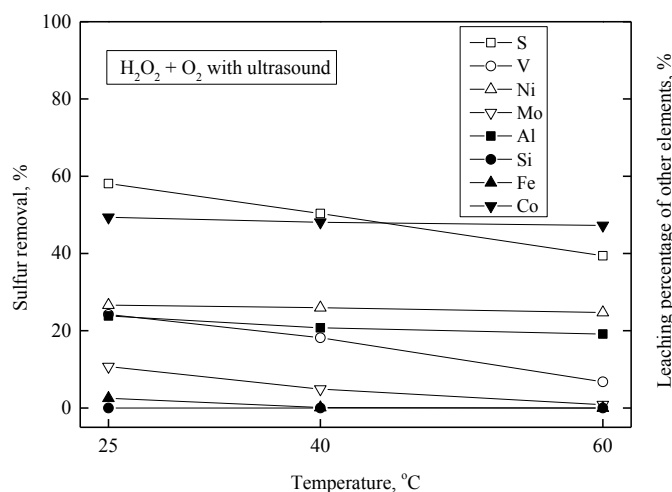 100
80
60
40
20
0
Sulfur removal, %
H₂O₂ + O₂ with ultrasound
S
V
Ni
Mo
Al
Si
Fe
Co
Leaching percentage of other elements, %
25
40
60
Temperature, °C